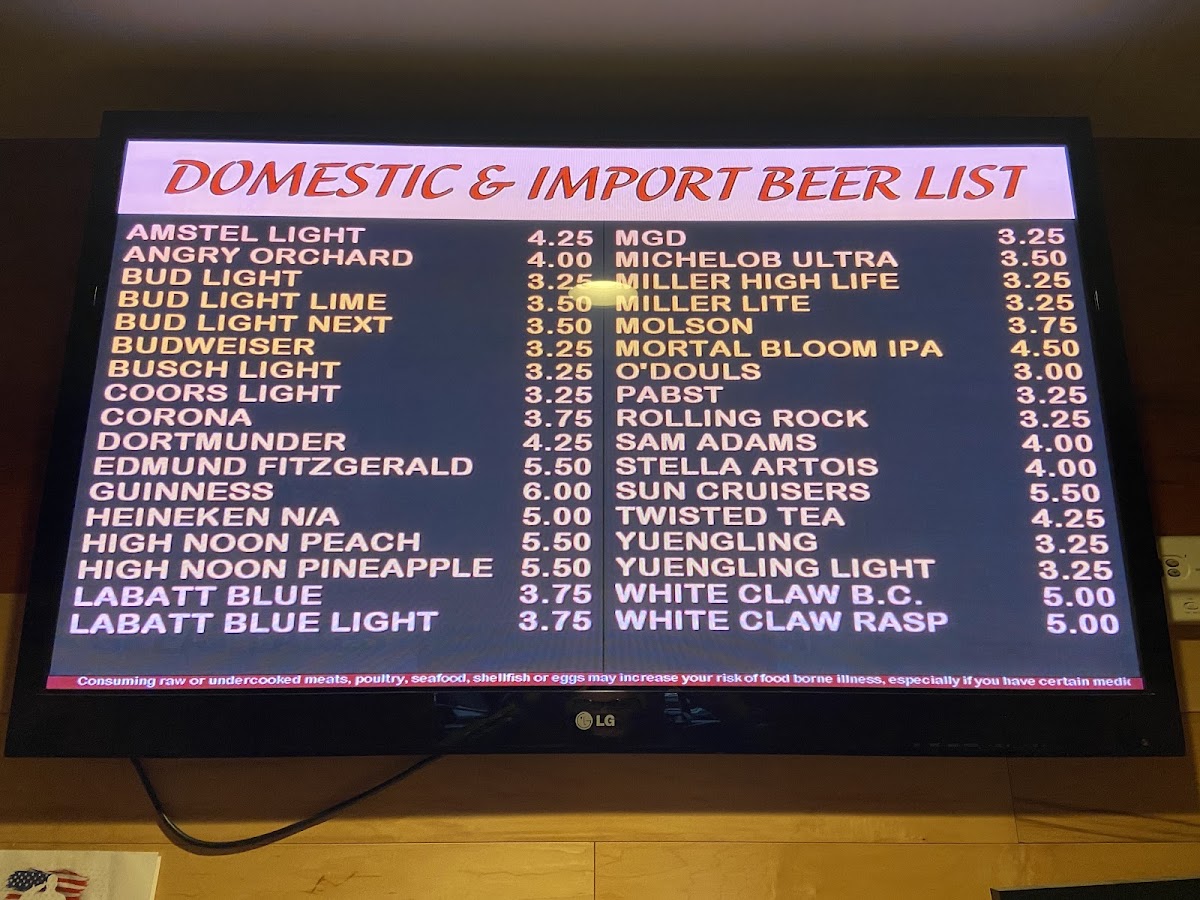 DOMESTIC & IMPORT BEER LIST
AMSTEL LIGHT 4.25
ANGRY ORCHARD 4.00
BUD LIGHT 3.25
BUD LIGHT LIME 3.50
BUD LIGHT NEXT 3.50
BUDWEISER 3.25
BUSCH LIGHT 3.25
COORS LIGHT 3.25
CORONA 3.75
DORTMUNDER 4.25
EDMUND FITZGERALD 5.50
GUINNESS 6.00
HEINEKEN N/A 5.00
HIGH NOON PEACH 5.50
HIGH NOON PINEAPPLE 5.50
LABATT BLUE 3.75
LABATT BLUE LIGHT 3.75
MGD 3.25
MICHELOB ULTRA 3.50
MILLER HIGH LIFE 3.25
MILLER LITE 3.25
MOLSON 3.75
MORTAL BLOOM IPA 4.50
O'DOULS 3.00
PABST 3.25
ROLLING ROCK 3.25
SAM ADAMS 4.00
STELLA ARTOIS 4.00
SUN CRUISERS 5.50
TWISTED TEA 4.25
YUENGLING 3.25
YUENGLING LIGHT 3.25
WHITE CLAW B.C. 5.00
WHITE CLAW RASP 5.00
Consuming raw or undercooked meats, poultry, seafood, shellfish or eggs may increase your risk of food borne illness, especially if you have certain medic
LG